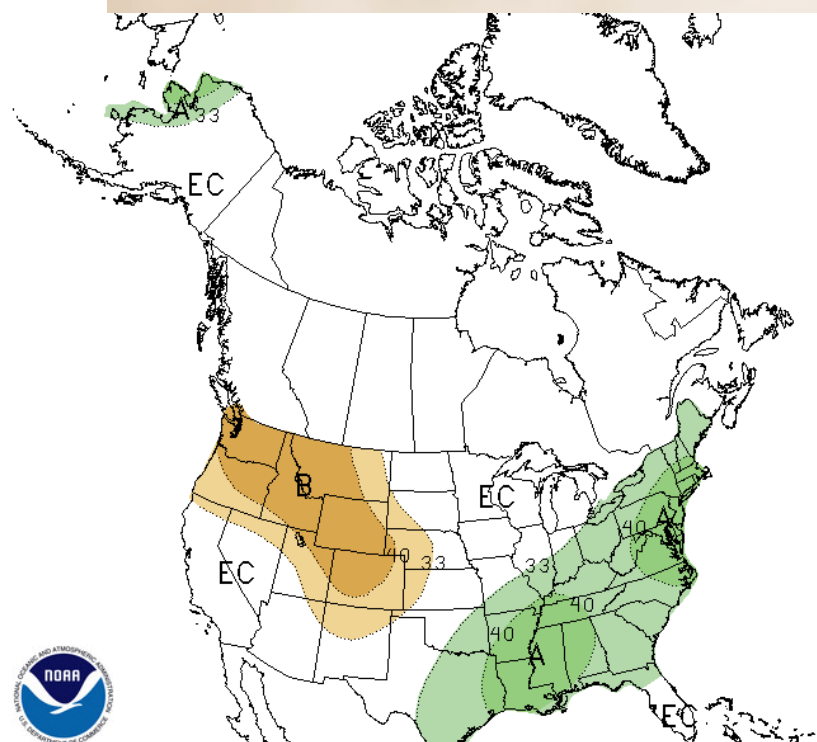 A
33
EC
B
EC
40
A
EC
40
33
33
40
40
A
EC
NATIONAL OCEANIC AND ATMOSPHERIC ADMINISTRATION
NOAA
U.S. DEPARTMENT OF COMMERCE